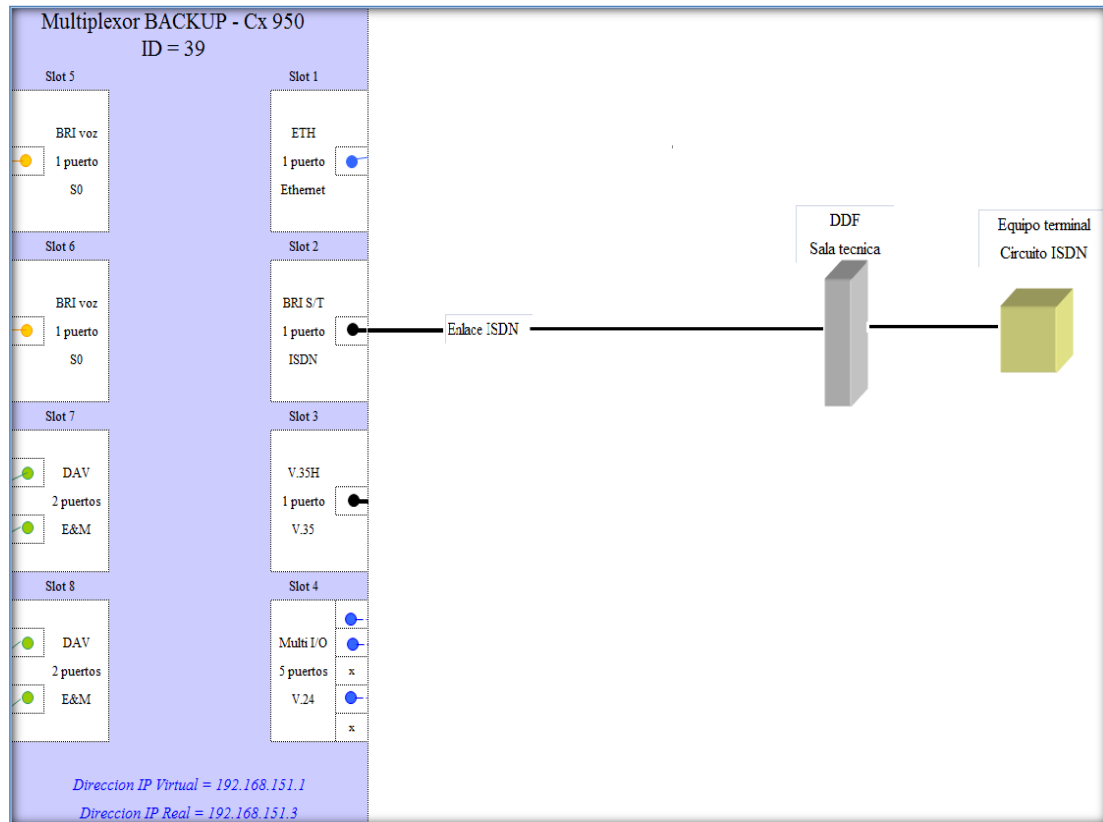 Multiplexor BACKUP - Cx 950
ID = 39
Slot 5
BRI voz
1 puerto
S0
Slot 6
BRI voz
1 puerto
S0
Slot 7
DAV
2 puertos
E&M
Slot 8
DAV
2 puertos
E&M
Slot 1
ETH
1 puerto
Ethernet
Slot 2
BRI S/T
1 puerto
ISDN
Slot 3
V.35H
1 puerto
V.35
Slot 4
Multi I/O
5 puertos
V.24
x
x
Enlace ISDN
DDF
Sala tecnica
Equipo terminal
Circuito ISDN
Direccion IP Virtual = 192.168.151.1
Direccion IP Real = 192.168.151.3